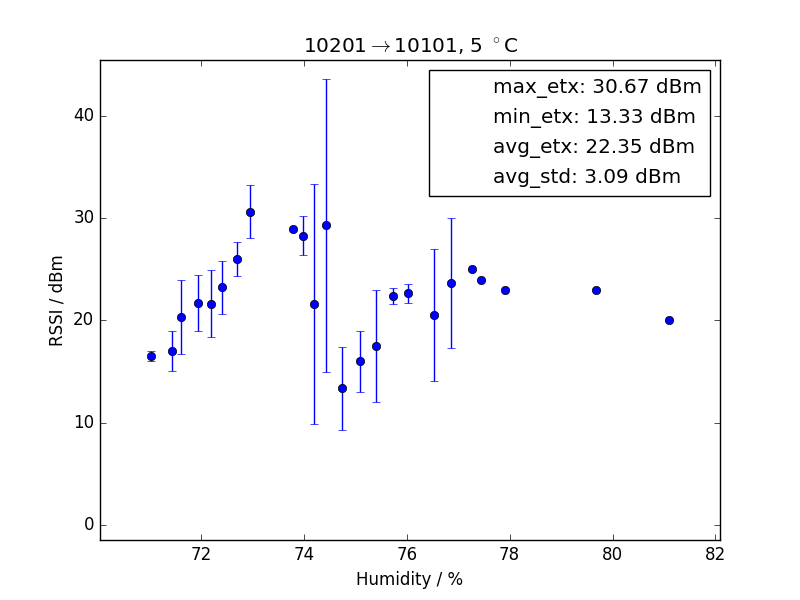 10201→10101, 5 °C
max_etx: 30.67 dBm
min_etx: 13.33 dBm
avg_etx: 22.35 dBm
avg_std: 3.09 dBm
RSSI / dBm
40
30
20
10
0
72 74 76 78 80 82
Humidity / %